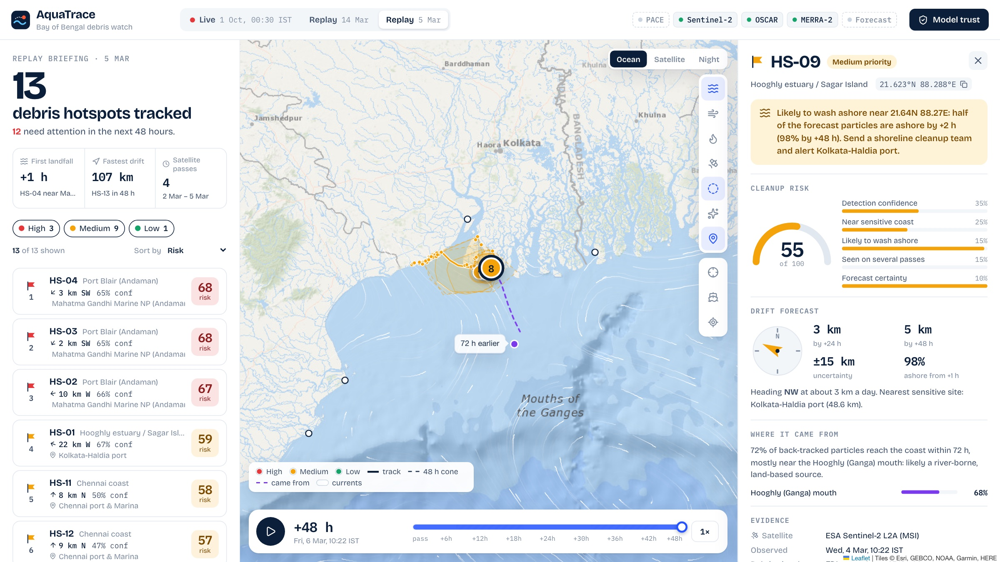 AquaTrace
Bay of Bengal debris watch
Live 1 Oct, 00:30 IST
Replay 14 Mar
Replay 5 Mar
PACE
Sentinel-2
OSCAR
MERRA-2
Forecast
Model trust
REPLAY BRIEFING · 5 MAR
13
debris hotspots tracked
12 need attention in the next 48 hours.
First landfall
+1 h
HS-04 near Ma...
Fastest drift
107 km
HS-13 in 48 h
Satellite
passes
4
2 Mar – 5 Mar
High 3
Medium 9
Low 1
13 of 13 shown
Sort by Risk
HS-04 Port Blair (Andaman)
3 km SW 65% conf
Mahatma Gandhi Marine NP (Andamar
1
68
risk
HS-03 Port Blair (Andaman)
2 km SW 65% conf
Mahatma Gandhi Marine NP (Andamar
2
68
risk
HS-02 Port Blair (Andaman)
10 km W 66% conf
Mahatma Gandhi Marine NP (Andamar
3
67
risk
HS-01 Hooghly estuary / Sagar Isl...
22 km W 67% conf
Kolkata-Haldia port
4
59
risk
HS-11 Chennai coast
8 km N 50% conf
Chennai port & Marina
5
58
risk
HS-12 Chennai coast
9 km N 47% conf
Chennai port & Marina
6
57
risk
Ocean
Satellite
Night
Barddhaman
Khulna
INDIA
Jamshedpur
BANGLADESH
Khulna
Haora
Kolkata
8
72 h earlier
Mouths of
the Ganges
High
Medium
Low
track
48 h cone
came from
currents
+48 h
Fri, 6 Mar, 10:22 IST
pass +6h +12h +18h +24h +30h +36h +42h +48h
1×
HS-09
Medium priority
Hooghly estuary / Sagar Island
21.623°N 88.288°E
Likely to wash ashore near 21.64N 88.27E: half
of the forecast particles are ashore by +2 h
(98% by +48 h). Send a shoreline cleanup team
and alert Kolkata-Haldia port.
CLEANUP RISK
55
of 100
Detection confidence 35%
Near sensitive coast 25%
Likely to wash ashore 15%
Seen on several passes 15%
Forecast certainty 10%
DRIFT FORECAST
N
3 km
by +24 h
5 km
by +48 h
±15 km
uncertainty
98%
ashore from +1 h
Heading NW at about 3 km a day. Nearest sensitive site:
Kolkata-Haldia port (48.6 km).
WHERE IT CAME FROM
72% of back-tracked particles reach the coast within 72 h,
mostly near the Hooghly (Ganga) mouth: likely a river-borne,
land-based source.
Hooghly (Ganga) mouth 68%
EVIDENCE
Satellite ESA Sentinel-2 L2A (MSI)
Observed Wed, 4 Mar, 10:22 IST
Leaflet | Tiles © Esri, GEBCO, NOAA, Garmin, HERE